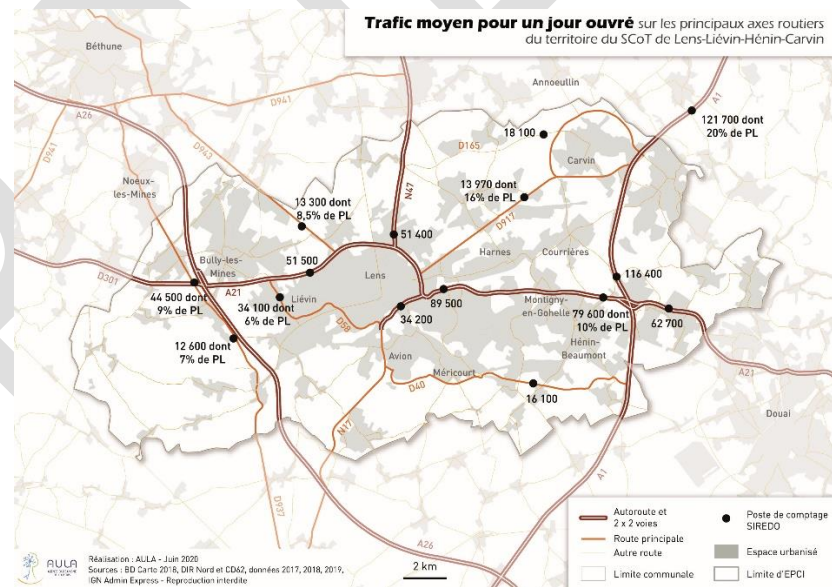 Trafic moyen pour un jour ouvré sur les principaux axes routiers
du territoire du SCoT de Lens-Liévin-Hénin-Carvin
Béthune
Annoeullin
A1
D941
A26
121 700 dont
20% de PL
18 100
D165
Carvin
D941
D943
Noeux-
les-Mines
N47
13 970 dont
16% de PL
13 300 dont
8,5% de PL
D917
51 400
Harnes
Courrières
Bully-les-
Mines
51 500
Lens
116 400
D301
A21
44 500 dont
9% de PL
Liévin
34 100 dont
6% de PL
89 500
Montigny-
en-Gohelle
79 600 dont
10% de PL
62 700
34 200
D58
12 600 dont
7% de PL
Avion
Hénin-
Beaumont
Méricourt
A21
D40
16 100
Douai
N17
A1
D937
A26
Autoroute et
2 x 2 voies
Route principale
Autre route
Limite communale
Poste de comptage
SIREDO
Espace urbanisé
Limite d'EPCI
AULA
Réalisation : AULA - Juin 2020
Sources : BD Carto 2018, DIR Nord et CD62, données 2017, 2018, 2019,
IGN Admin Express - Reproduction interdite
2 km